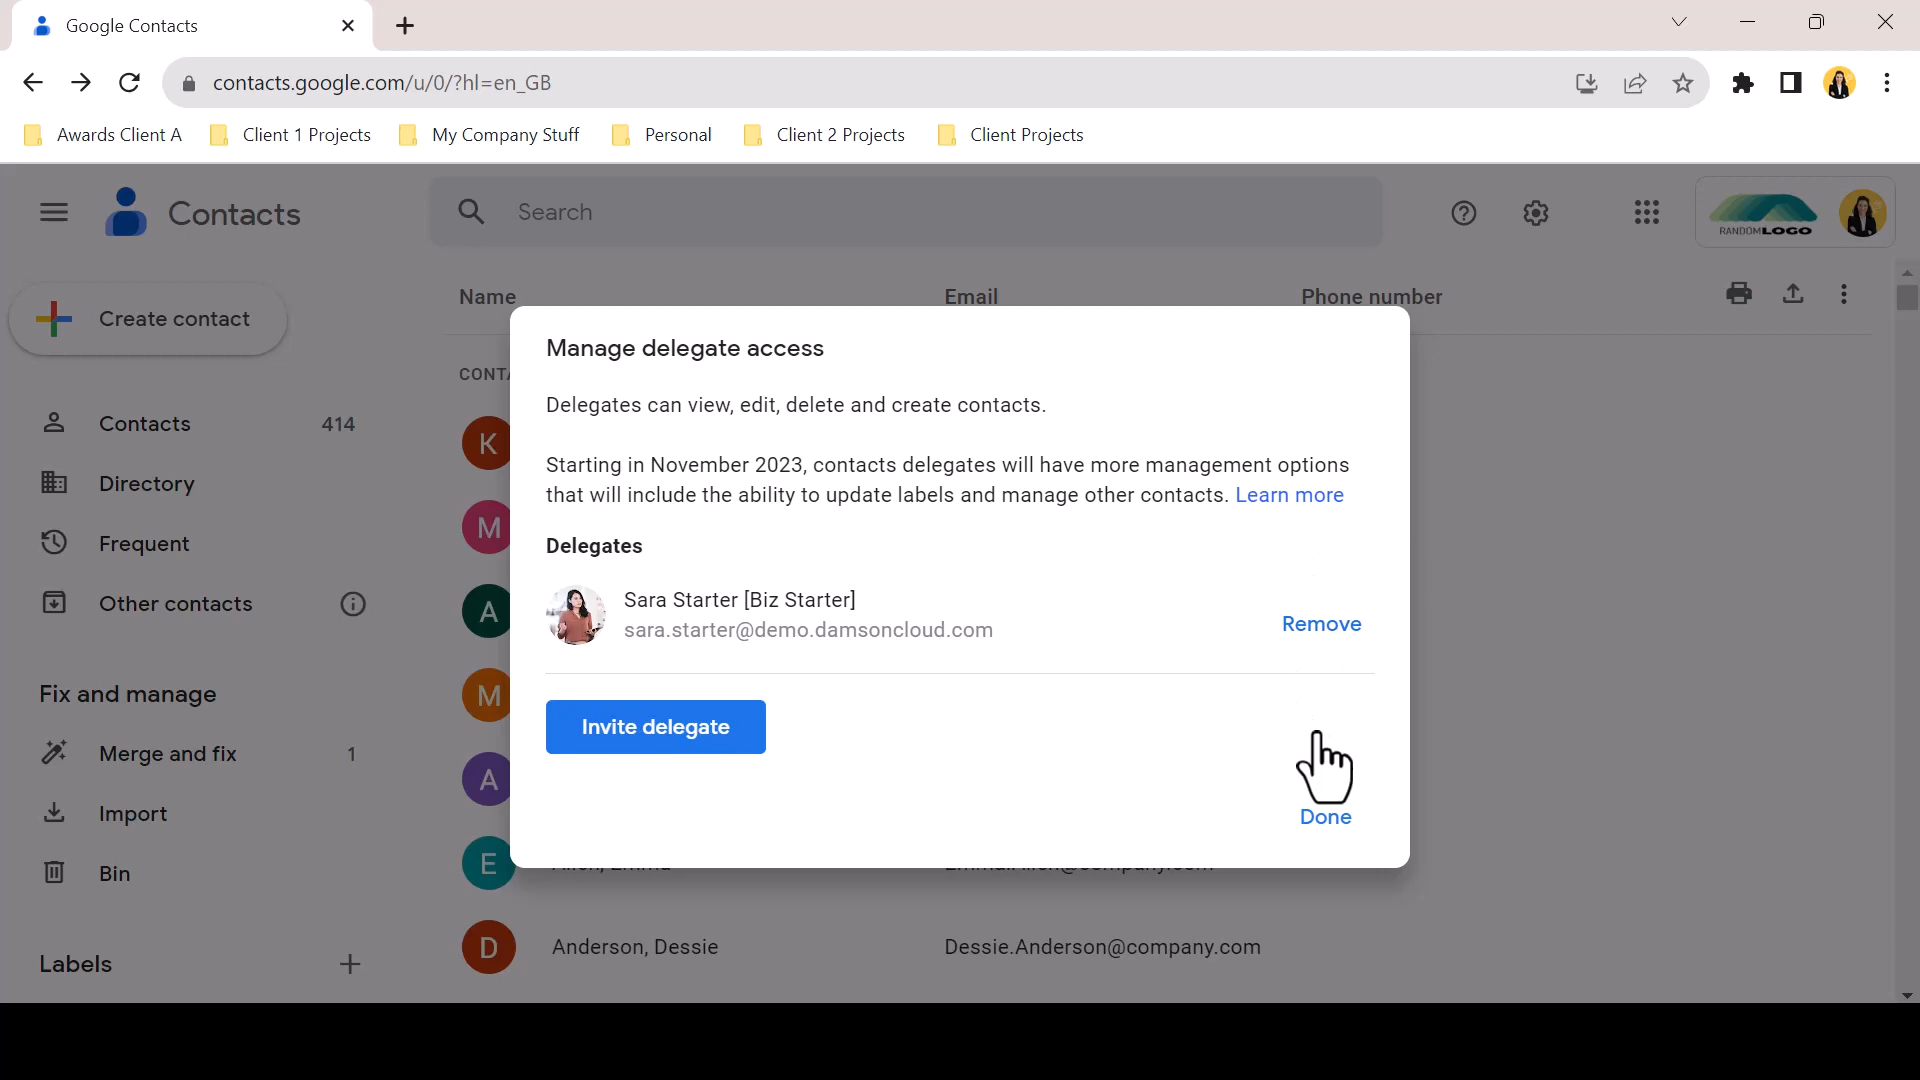 Google Contacts
contacts.google.com/u/0/?hl=en_GB
Awards Client A
Client 1 Projects
My Company Stuff
Personal
Client 2 Projects
Client Projects
Contacts
Search
RANDOMLOGO
Create contact
Name
Email
Phone number
Contacts
414
Directory
Frequent
Other contacts
Fix and manage
Merge and fix
1
Import
Bin
Labels
CONTA
K
M
A
M
A
E
D
Anderson, Dessie
Dessie.Anderson@company.com
Manage delegate access
Delegates can view, edit, delete and create contacts.
Starting in November 2023, contacts delegates will have more management options
that will include the ability to update labels and manage other contacts. Learn more
Delegates
Sara Starter [Biz Starter]
sara.starter@demo.damsoncloud.com
Remove
Invite delegate
Done